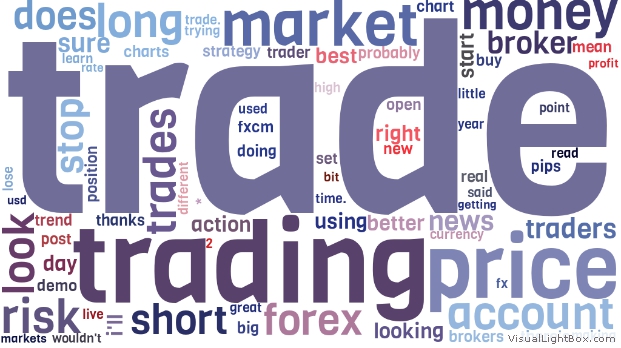 does
long
market
chart
money
trade.
trying
sure
charts
strategy
trader
best
probably
start
buy
broker
mean
profit
learn
rate
trade
high
stop
trades
used
fxcm
doing
open
right
new
little
year
point
read
pips
position
different
set
bit
time.
real
said
getting
lose
usd
*
trend
thanks
action
using
better
news
currency
traders
look
post
day
demo
2
trading
price
fx
risk
live
i'll
short
great
big
forex
looking
account
brokers
markets
wouldn't
VisualLightBox.com